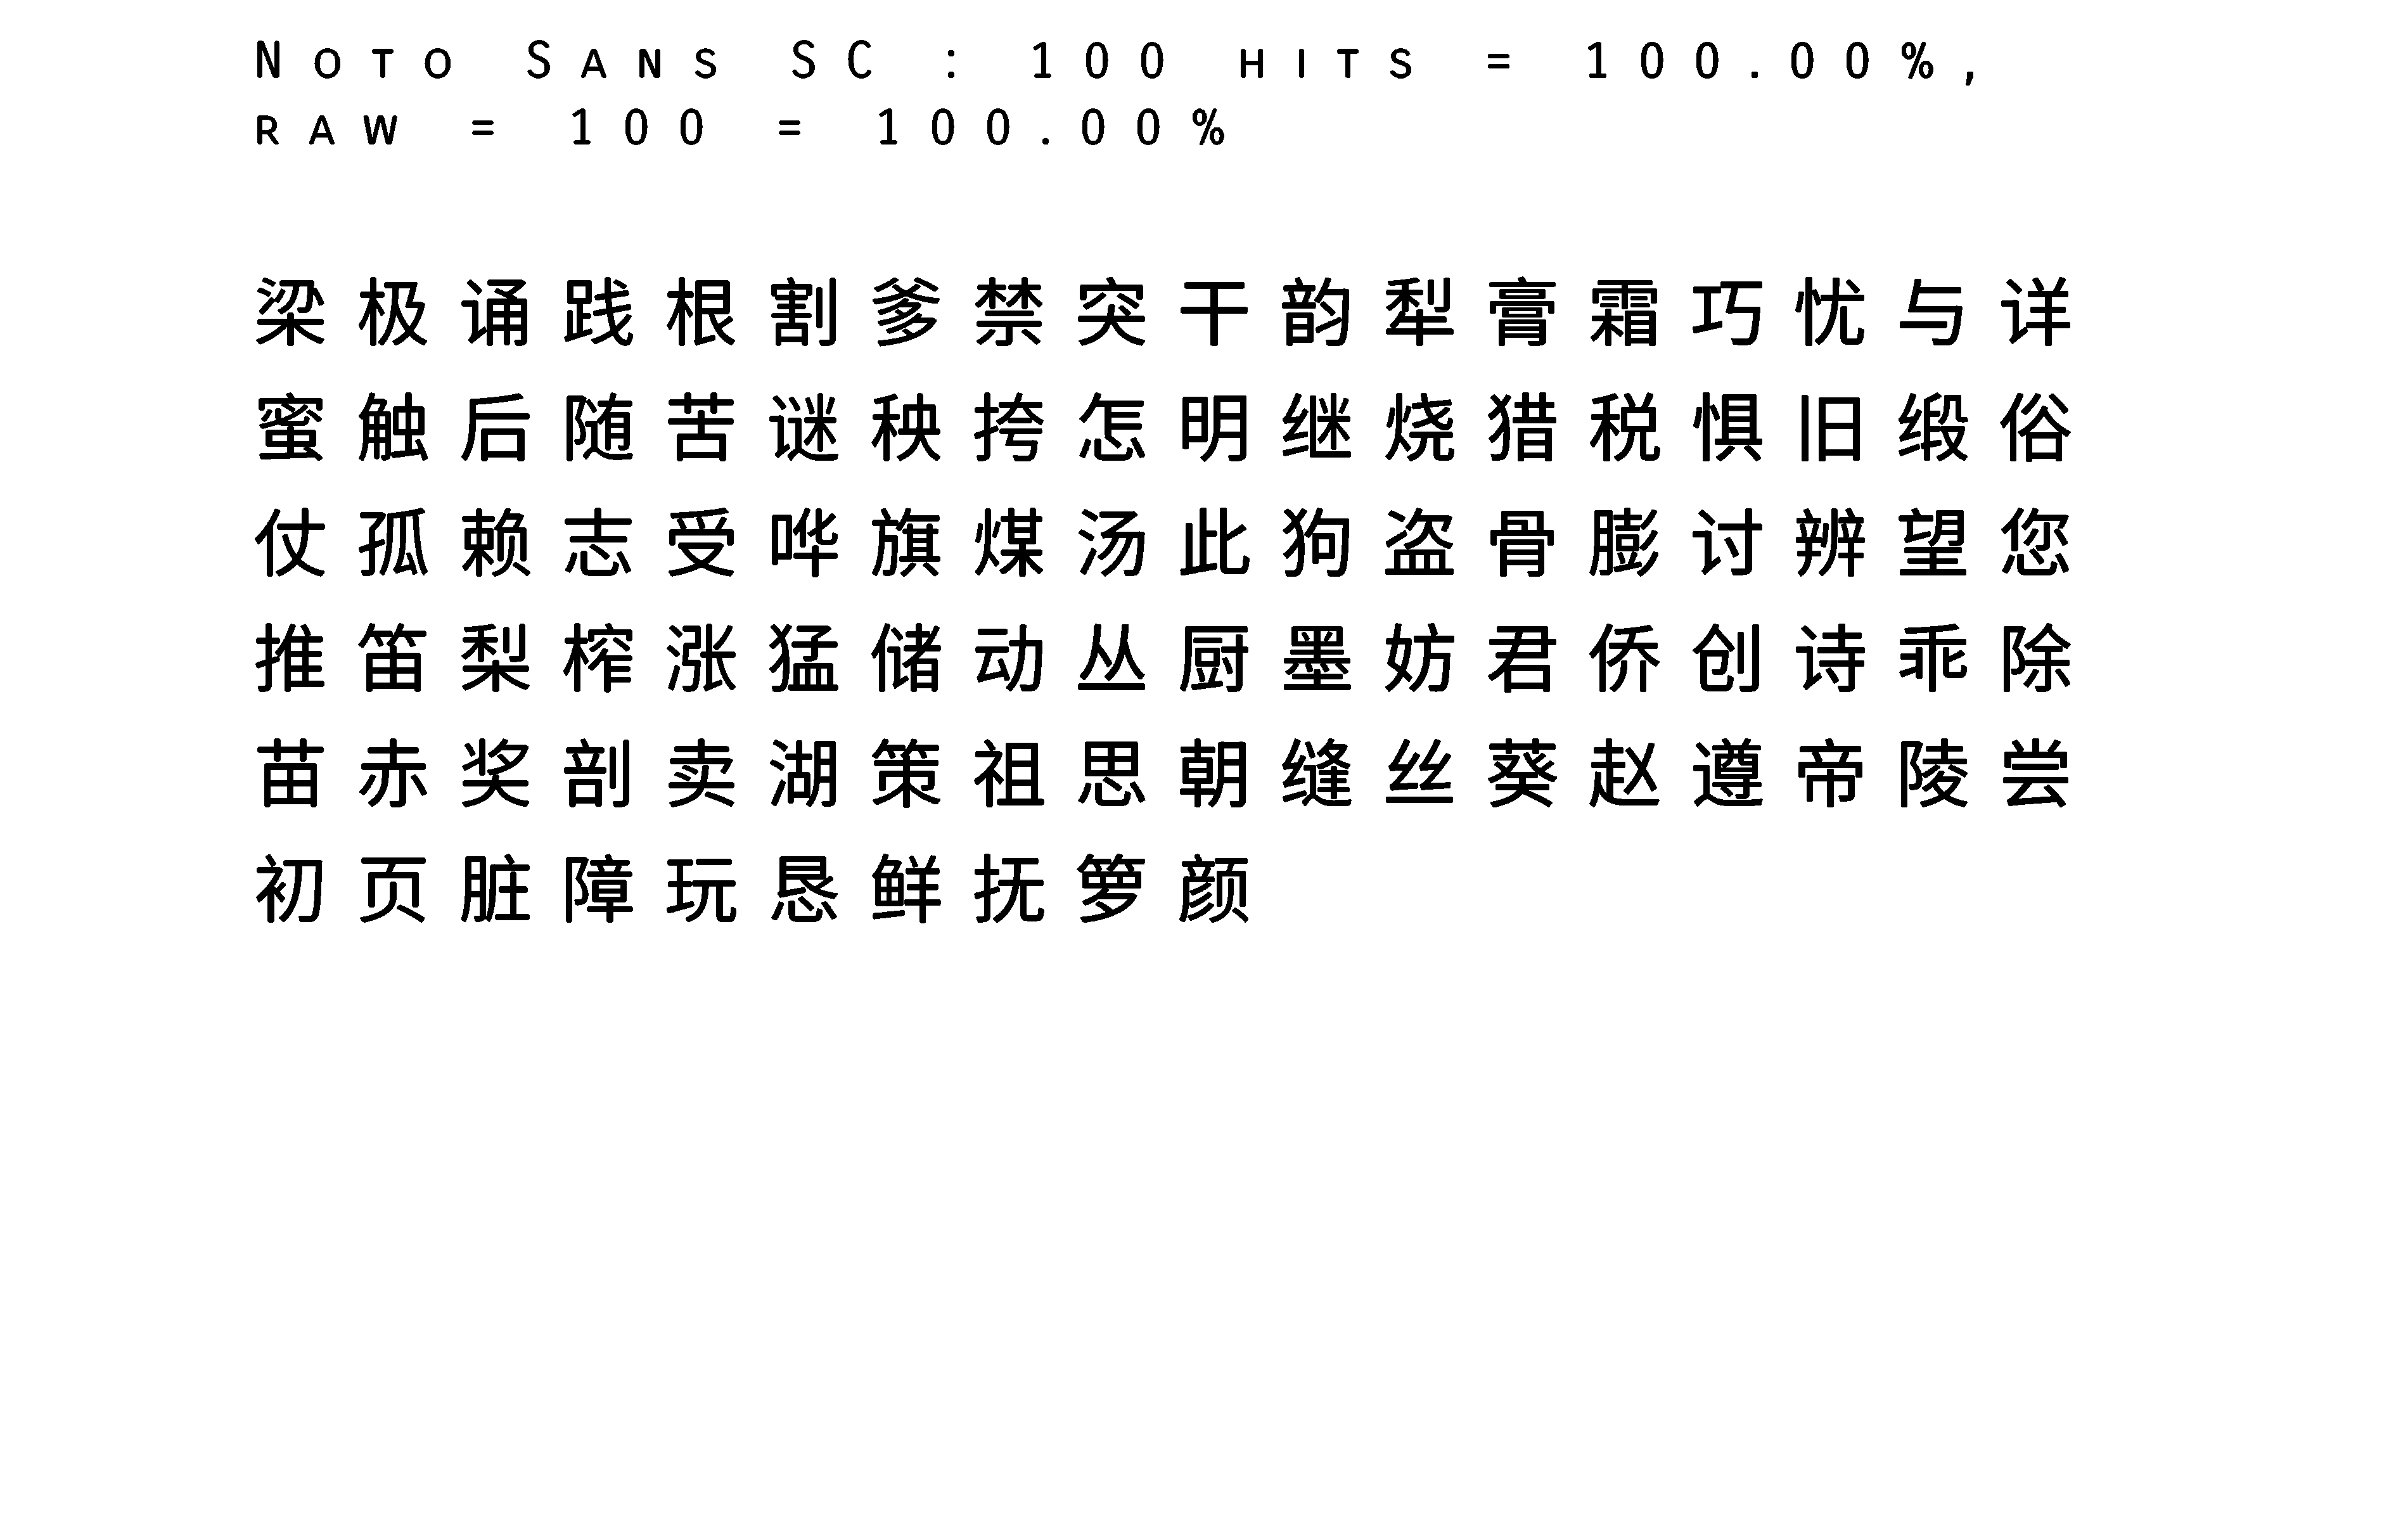 Noto Sans SC : 100 hits = 100.00%,
raw = 100 = 100.00%
梁极诵践根割爹禁突干韵犁膏霜巧忧与详
蜜触后随苦谜秧挎怎明继烧猎税惧旧缎俗
仗孤赖志受哗旗煤汤此狗盗骨膨讨辨望您
推笛梨榨涨猛储动丛厨墨妨君侨创诗乖除
苗赤奖剖卖湖策祖思朝缝丝葵赵遵帝陵尝
初页脏障玩恳鲜抚箩颜